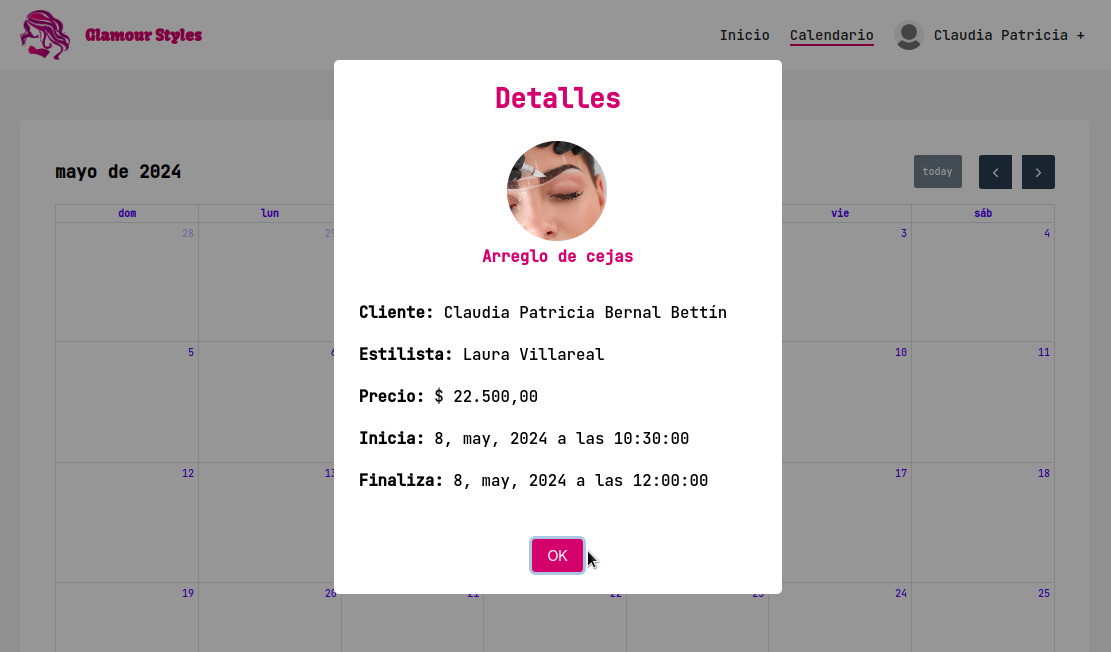 Glamour Styles
Inicio
Calendario
Claudia Patricia +
Detalles
mayo de 2024
today
<
>
dom
lun
vie
sáb
28
29
3
4
Arreglo de cejas
Cliente: Claudia Patricia Bernal Bettín
Estilista: Laura Villareal
Precio: $ 22.500,00
Inicia: 8, may, 2024 a las 10:30:00
Finaliza: 8, may, 2024 a las 12:00:00
5
6
10
11
12
13
17
18
OK
19
20
21
22
23
24
25